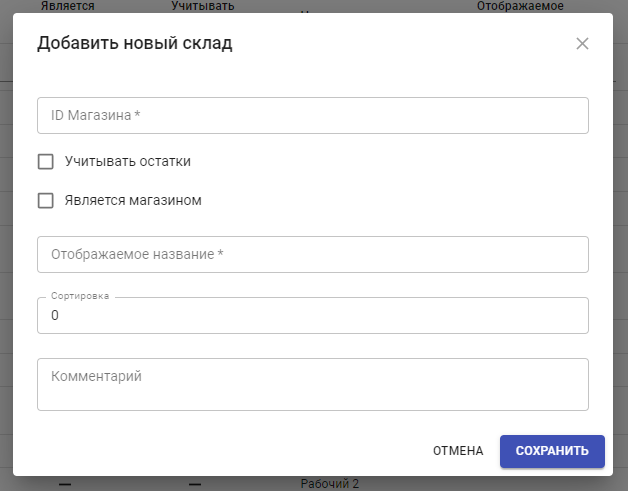 Является Учитывать Отображаемое
Добавить новый склад
ID Магазина *
Учитывать остатки
Является магазином
Отображаемое название *
Сортировка
0
Комментарий
ОТМЕНА СОХРАНИТЬ
Рабочий 2